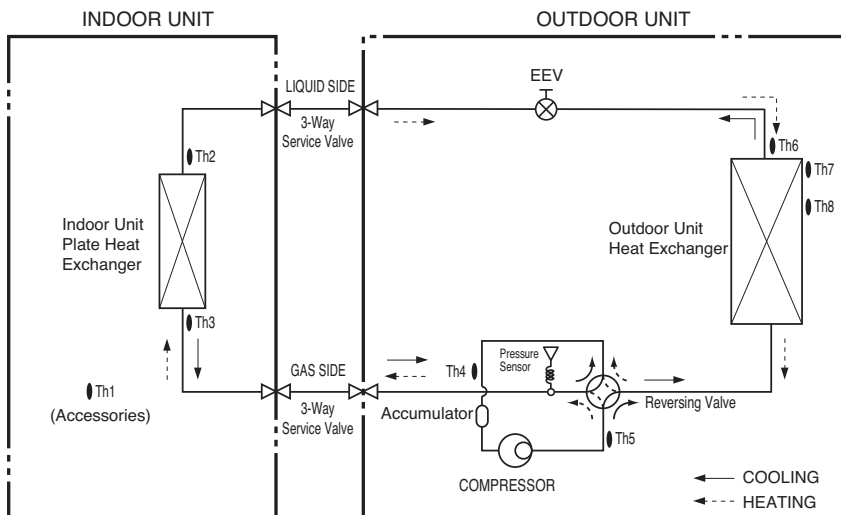 INDOOR UNIT
OUTDOOR UNIT
LIQUID SIDE
3-Way
Service Valve
EEV
Th2
Th6
Th7
Th8
Indoor Unit
Plate Heat
Exchanger
Outdoor Unit
Heat Exchanger
Th3
GAS SIDE
3-Way
Service Valve
Th1
(Accessories)
Th4
Pressure
Sensor
Accumulator
Reversing Valve
Th5
COMPRESSOR
COOLING
HEATING